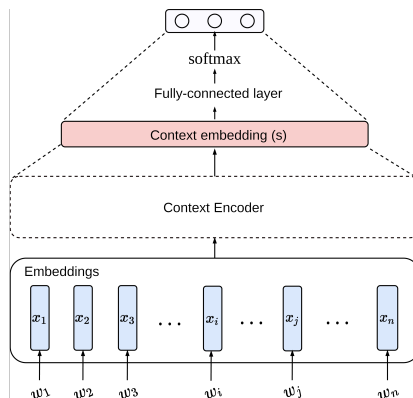 softmax
Fully-connected layer
Context embedding (s)
Context Encoder
Embeddings
x₁ x₂ x₃ ... xᵢ ... xⱼ ... xₙ
w₁ w₂ w₃ wᵢ wⱼ wₙ